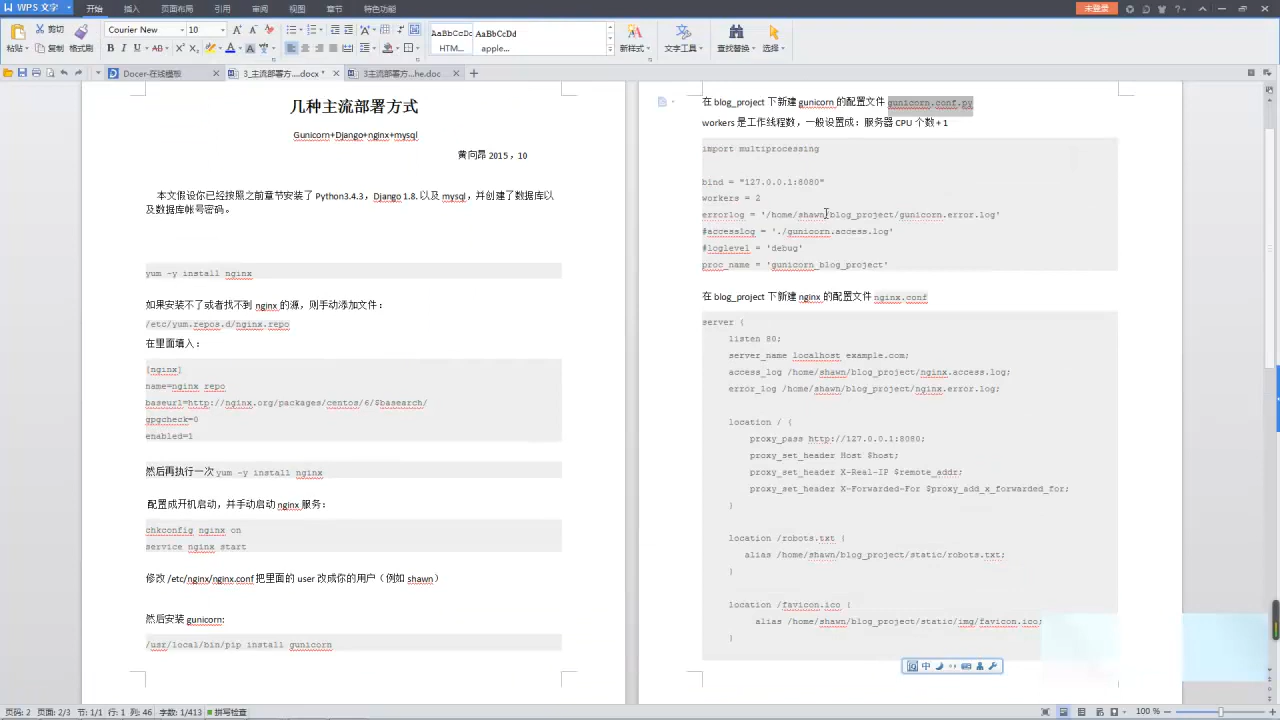 WPS 文字
开始
插入
页面布局
引用
审阅
视图
章节
特色功能
未登录
粘贴
剪切
复制
格式刷
Courier New
10
AaBbCcDc
HTM...
AaBbCcDd
apple...
新样式
文字工具
查找替换
选择
Docer-在线模板
3_主流部署方....docx *
3主流部署方...he.doc
几种主流部署方式
Gunicorn+Django+nginx+mysql
黄向昂 2015，10
本文假设你已经按照之前章节安装了 Python3.4.3，Django 1.8. 以及 mysql，并创建了数据库以
及数据库帐号密码。
yum -y install nginx
如果安装不了或者找不到 nginx 的源，则手动添加文件：
/etc/yum.repos.d/nginx.repo
在里面填入：
[nginx]
name=nginx repo
baseurl=http://nginx.org/packages/centos/6/$basearch/
gpgcheck=0
enabled=1
然后再执行一次 yum -y install nginx
配置成开机启动，并手动启动 nginx 服务：
chkconfig nginx on
service nginx start
修改 /etc/nginx/nginx.conf 把里面的 user 改成你的用户（例如 shawn）
然后安装 gunicorn:
/usr/local/bin/pip install gunicorn
在 blog_project 下新建 gunicorn 的配置文件 gunicorn.conf.py
workers 是工作线程数，一般设置成：服务器 CPU 个数 + 1
import multiprocessing
bind = "127.0.0.1:8080"
workers = 2
errorlog = '/home/shawn/blog_project/gunicorn.error.log'
#accesslog = './gunicorn.access.log'
#loglevel = 'debug'
proc_name = 'gunicorn_blog_project'
在 blog_project 下新建 nginx 的配置文件 nginx.conf
server {
listen 80;
server_name localhost example.com;
access_log /home/shawn/blog_project/nginx.access.log;
error_log /home/shawn/blog_project/nginx.error.log;
location / {
proxy_pass http://127.0.0.1:8080;
proxy_set_header Host $host;
proxy_set_header X-Real-IP $remote_addr;
proxy_set_header X-Forwarded-For $proxy_add_x_forwarded_for;
}
location /robots.txt {
alias /home/shawn/blog_project/static/robots.txt;
}
location /favicon.ico {
alias /home/shawn/blog_project/static/img/favicon.ico;
}
中
页码: 2
页面: 2/3
节: 1/1
行: 1
列: 46
字数: 1/413
拼写检查
100 %